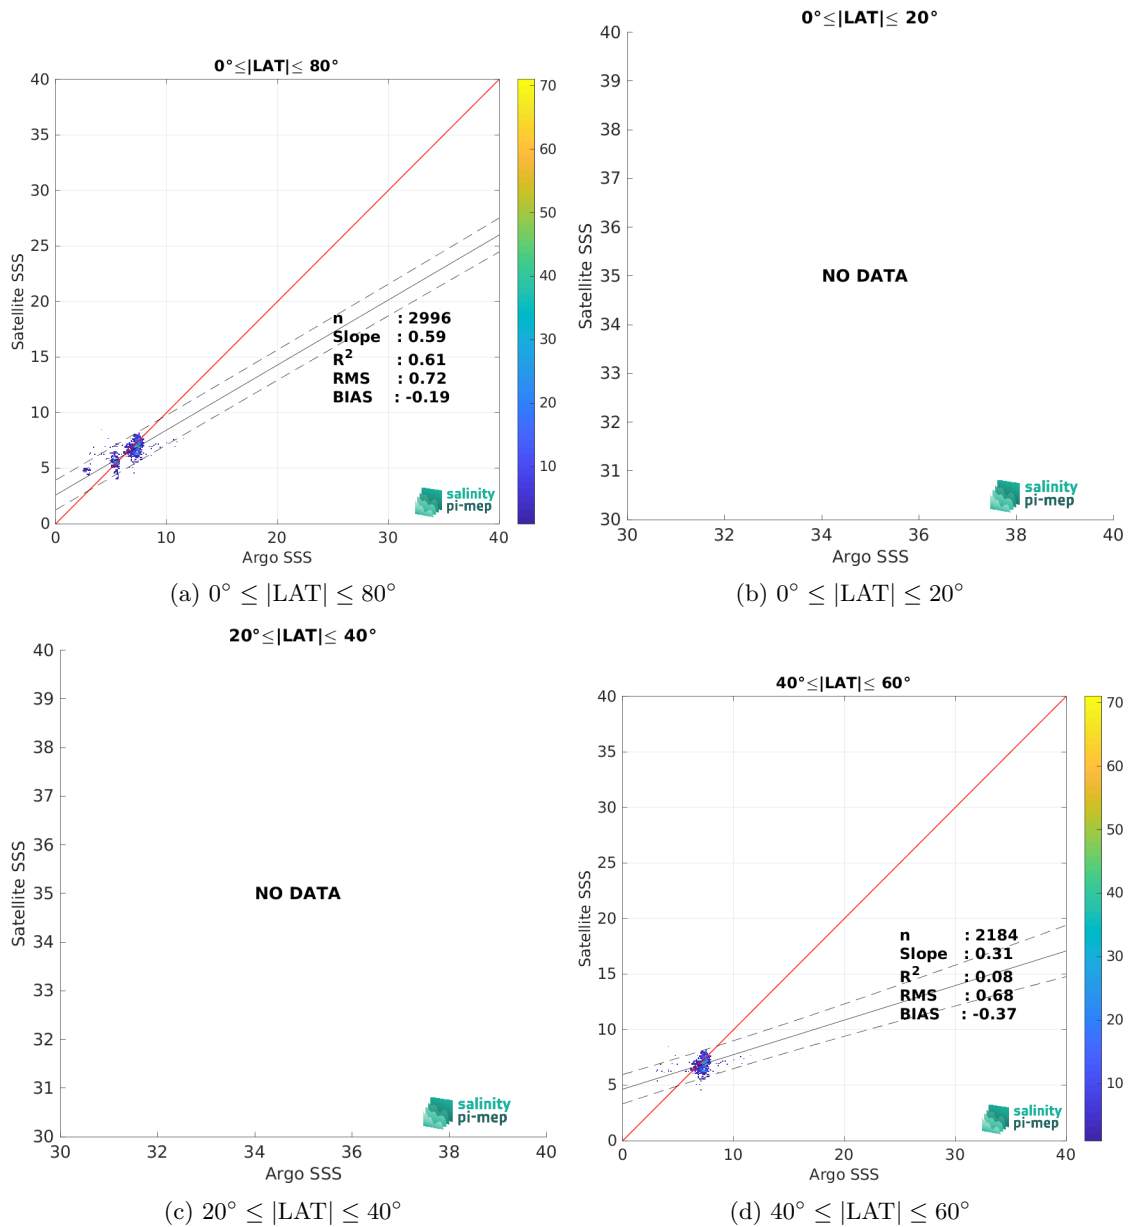 0°≤|LAT|≤ 80°
40
35
30
25
20
15
10
5
0
0
10
20
30
40
Satellite SSS
Argo SSS
n : 2996
Slope : 0.59
R² : 0.61
RMS : 0.72
BIAS : -0.19
salinity
pi-mep
70
60
50
40
30
20
10
(a) 0° ≤ |LAT| ≤ 80°
0°≤|LAT|≤ 20°
40
39
38
37
36
35
34
33
32
31
30
30
32
34
36
38
40
Satellite SSS
Argo SSS
NO DATA
salinity
pi-mep
(b) 0° ≤ |LAT| ≤ 20°
20°≤|LAT|≤ 40°
40
39
38
37
36
35
34
33
32
31
30
30
32
34
36
38
40
Satellite SSS
Argo SSS
NO DATA
salinity
pi-mep
(c) 20° ≤ |LAT| ≤ 40°
40°≤|LAT|≤ 60°
40
35
30
25
20
15
10
5
0
0
10
20
30
40
Satellite SSS
Argo SSS
n : 2184
Slope : 0.31
R² : 0.08
RMS : 0.68
BIAS : -0.37
salinity
pi-mep
70
60
50
40
30
20
10
(d) 40° ≤ |LAT| ≤ 60°